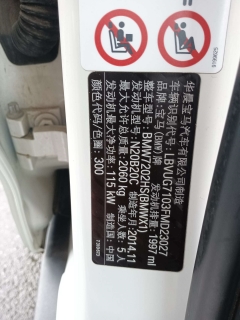 华晨宝马汽车有限公司制造
车辆识别代号: LBVUG7103FMD23027
品牌: 宝马(BMW)牌 发动机排量: 1997 ml
整车型号: BMW7202HS(BMWX1)
发动机型号: N20B20C 制造年月: 2014.11
最大允许总质量: 2060 kg 乘坐人数: 5人
发动机最大净功率: 115 kW 制造国: 中国
颜色代码/色圈: 300